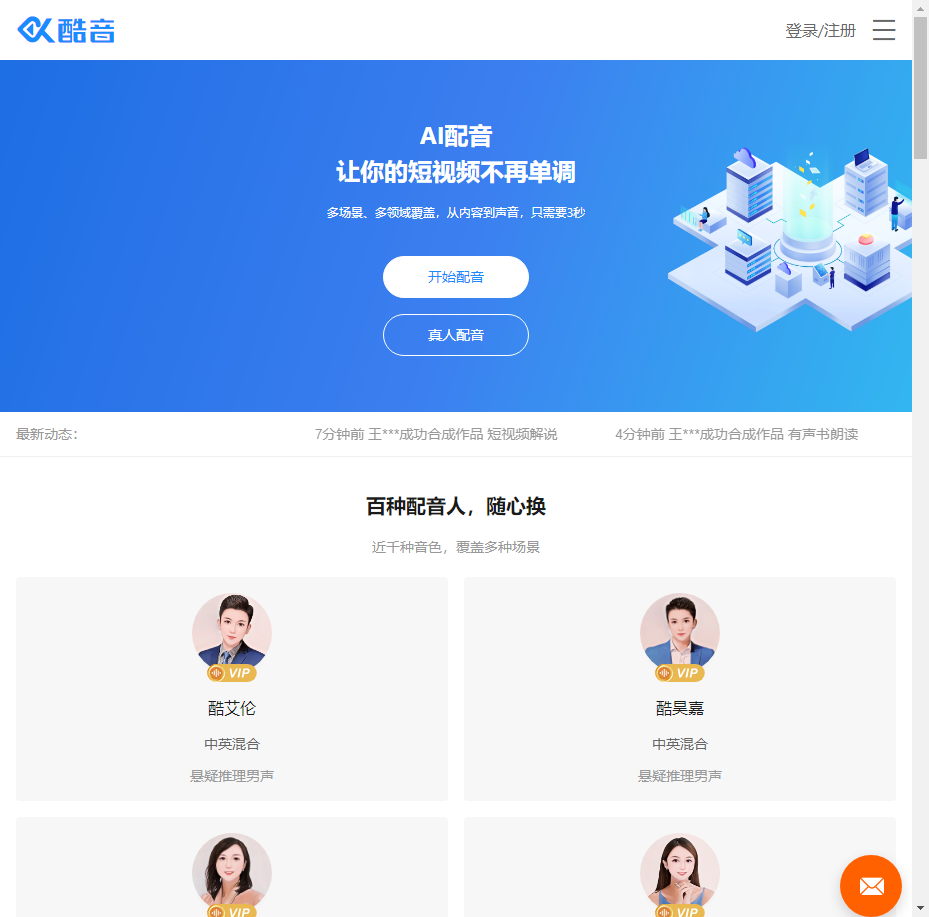 酷音
登录/注册
AI配音
让你的短视频不再单调
多场景、多领域覆盖，从内容到声音，只需要3秒
开始配音
真人配音
最新动态：
7分钟前 王***成功合成作品 短视频解说
4分钟前 王***成功合成作品 有声书朗读
百种配音人，随心换
近千种音色，覆盖多种场景
VIP
酷艾伦
中英混合
悬疑推理男声
VIP
酷昊嘉
中英混合
悬疑推理男声
VIP
VIP